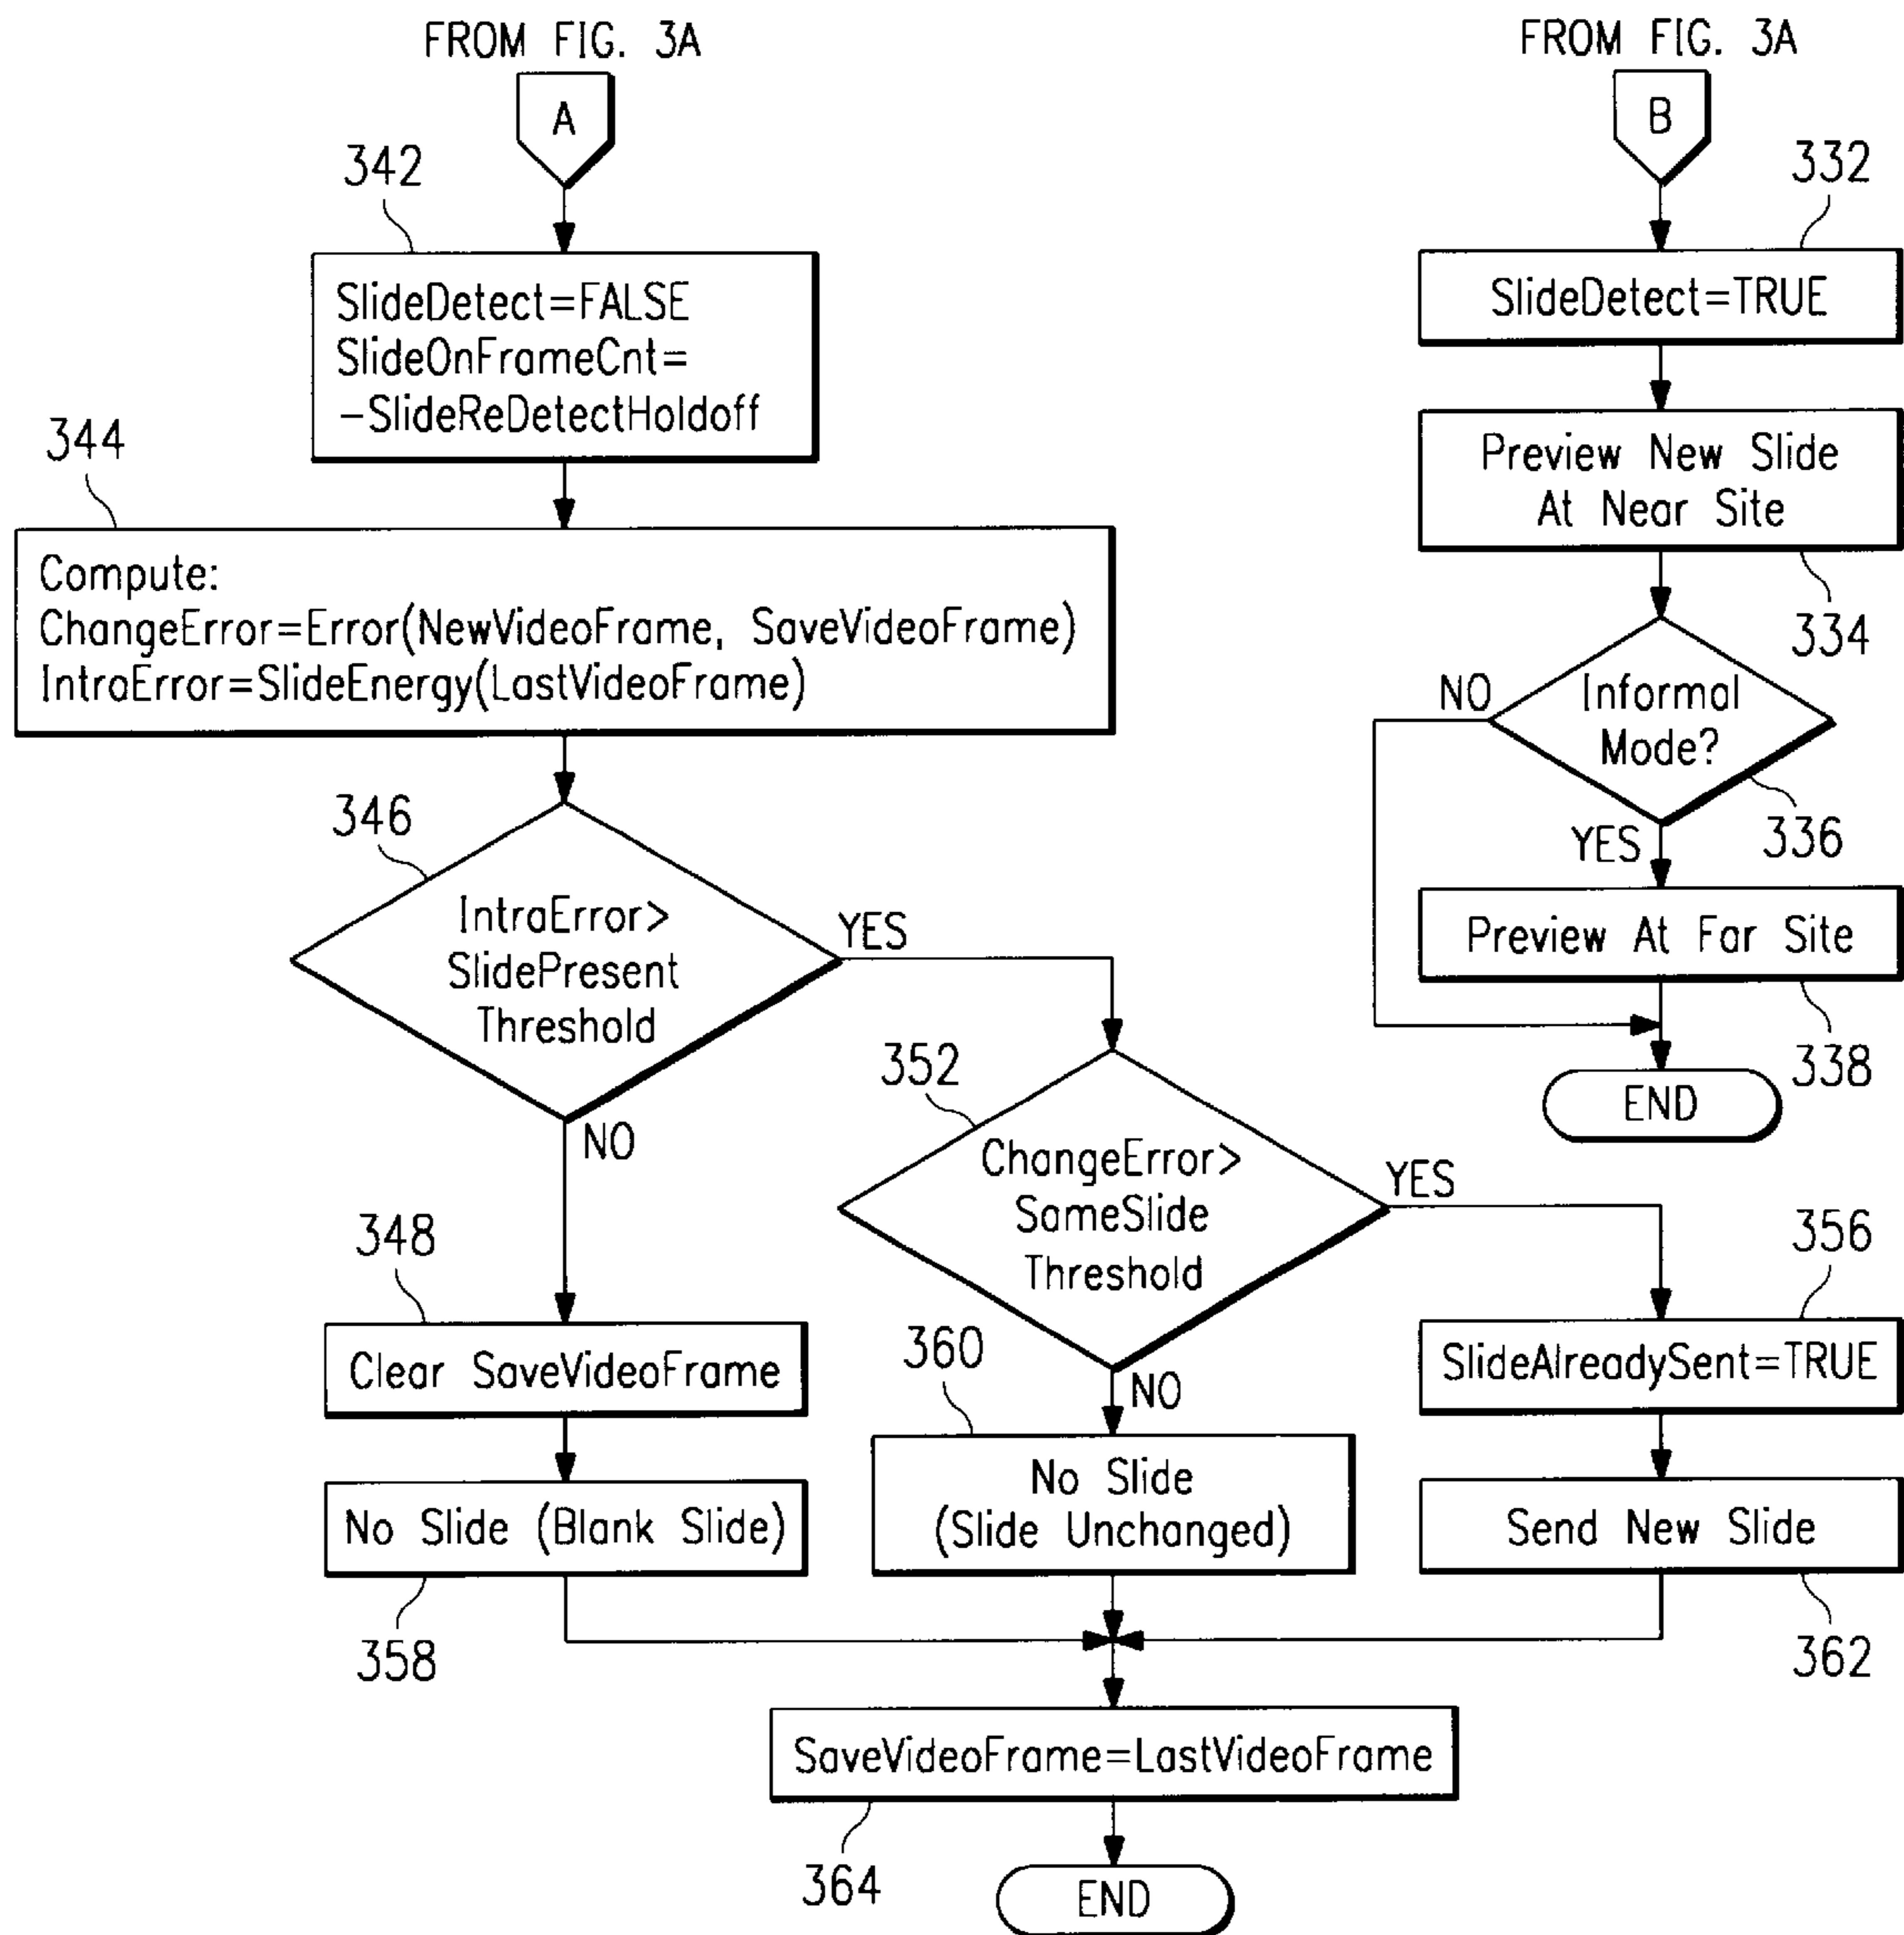 FROM FIG. 3A
A
342
SlideDetect=FALSE
SlideOnFrameCnt=
-SlideReDetectHoldoff
344
Compute:
ChangeError=Error(NewVideoFrame, SaveVideoFrame)
IntraError=SlideEnergy(LastVideoFrame)
346
IntraError>
SlidePresent
Threshold
YES
NO
352
ChangeError>
SameSlide
Threshold
YES
NO
348
Clear SaveVideoFrame
No Slide (Blank Slide)
358
360
No Slide
(Slide Unchanged)
356
SlideAlreadySent=TRUE
Send New Slide
362
SaveVideoFrame=LastVideoFrame
364
END
FROM FIG. 3A
B
332
SlideDetect=TRUE
Preview New Slide
At Near Site
334
Informal
Mode?
NO
336
YES
Preview At Far Site
338
END